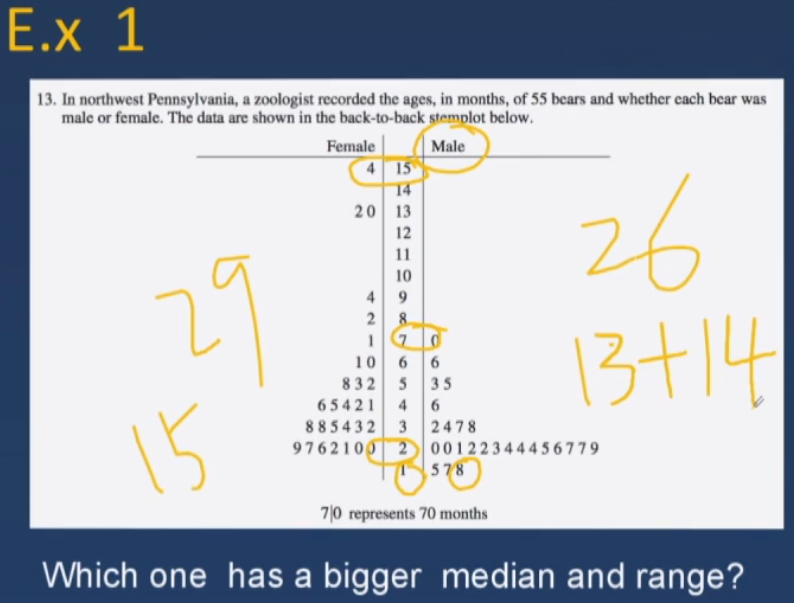 E.x 1
13. In northwest Pennsylvania, a zoologist recorded the ages, in months, of 55 bears and whether each bear was
male or female. The data are shown in the back-to-back stemplot below.
Female Male
4 15
14
2 0 13
12
11
10
4 9
2 8
1 7 0
1 0 6 6
8 3 2 5 3 5
6 5 4 2 1 4 6
8 8 5 4 3 2 3 2 4 7 8
9 7 6 2 1 0 0 2 0 0 1 2 2 3 4 4 4 5 6 7 7 9
1 5 7 8
7|0 represents 70 months
29
15
26
13+14
Which one has a bigger median and range?